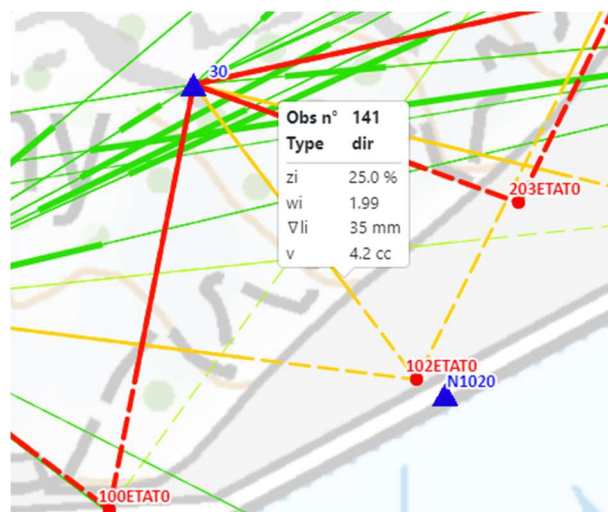 30
Obs n° 141
Type dir
zi 25.0 %
wi 1.99
∇li 35 mm
v 4.2 cc
203ETAT0
102ETAT0
N1020
100ETAT0